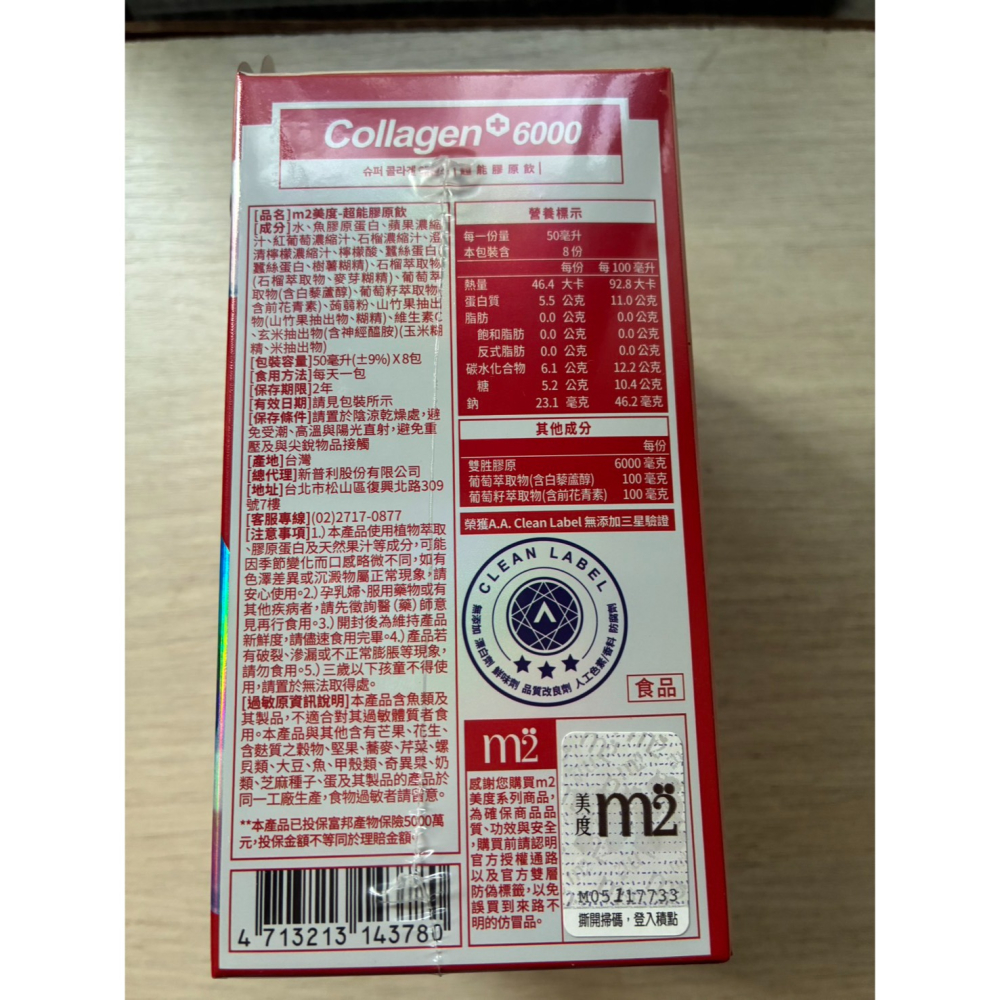 Collagen+ 6000
슈퍼 콜라겐
能膠原飲|
[品名]m2美度-超能膠原飲
[成分]水、魚膠原蛋白、蘋果濃縮
汁、紅葡萄濃縮汁、石榴濃縮汁、混
清檸檬濃縮汁、檸檬酸、蠶絲蛋白(
蠶絲蛋白、樹薯糊精)、石榴萃取物
(石榴萃取物、麥芽糊精)、葡萄萃
取物(含白藜蘆醇)、葡萄籽萃取物(
含前花青素)、蒟蒻粉、山竹果抽出
物(山竹果抽出物、糊精)、維生素C
、玄米抽出物(含神經醯胺)(玉米糊
精、米抽出物)
[包裝容量]50毫升(±9%)X8包
[食用方法]每天一包
[保存期限]2年
[有效日期]請見包裝所示
[保存條件]請置於陰涼乾燥處,避
免受潮、高溫與陽光直射,避免重
壓及與尖銳物品接觸
[產地]台灣
[總代理]新普利股份有限公司
[地址]台北市松山區復興北路309
號7樓
[客服專線](02)2717-0877
[注意事項]1.)本產品使用植物萃取
、膠原蛋白及天然果汁等成分,可能
因季節變化而口感略微不同,如有
色澤差異或沉澱物屬正常現象,請
安心使用。2.)孕乳婦、服用藥物或有
其他疾病者,請先徵詢醫(藥)師意
見再行食用。3.)開封後為維持產品
新鮮度,請儘速食用完畢。4.)產品若
有破裂、滲漏或不正常膨脹等現象,
請勿食用。5.)三歲以下孩童不得使
用,請置於無法取得處。
[過敏原資訊說明]本產品含魚類及
其製品,不適合對其過敏體質者食
用。本產品與其他含有芒果、花生、
含麩質之穀物、堅果、蕎麥、芹菜、螺
貝類、大豆、魚、甲殼類、奇異果、奶
類、芝麻種子、蛋及其製品的產品於
同一工廠生產,食物過敏者請留意。
**本產品已投保富邦產物保險5000萬
元,投保金額不等同於理賠金額
4 713213 143780
營養標示
每一份量 50毫升
本包裝含 8份
每份 每100毫升
熱量 46.4 大卡 92.8大卡
蛋白質 5.5 公克 11.0公克
脂肪 0.0 公克 0.0公克
飽和脂肪 0.0 公克 0.0公克
反式脂肪 0.0 公克 0.0公克
碳水化合物 6.1 公克 12.2公克
糖 5.2 公克 10.4公克
鈉 23.1 毫克 46.2毫克
其他成分
每份
雙胜膠原 6000 毫克
葡萄萃取物(含白藜蘆醇) 100 毫克
葡萄籽萃取物(含前花青素) 100 毫克
榮獲A.A. Clean Label 無添加三星驗證
CLEAN LABEL
無添加 漂白劑 鮮味劑 品質改良劑 人工色素/香料 防腐劑
食品
m2
感謝您購買m2
美度系列商品,
為確保商品品
質、功效與安全
,購買前請認明
官方授權通路
以及官方雙層
防偽標籤,以免
誤買到來路不
明的仿冒品。
美度 m2
M05117733
撕開掃碼,登入積點